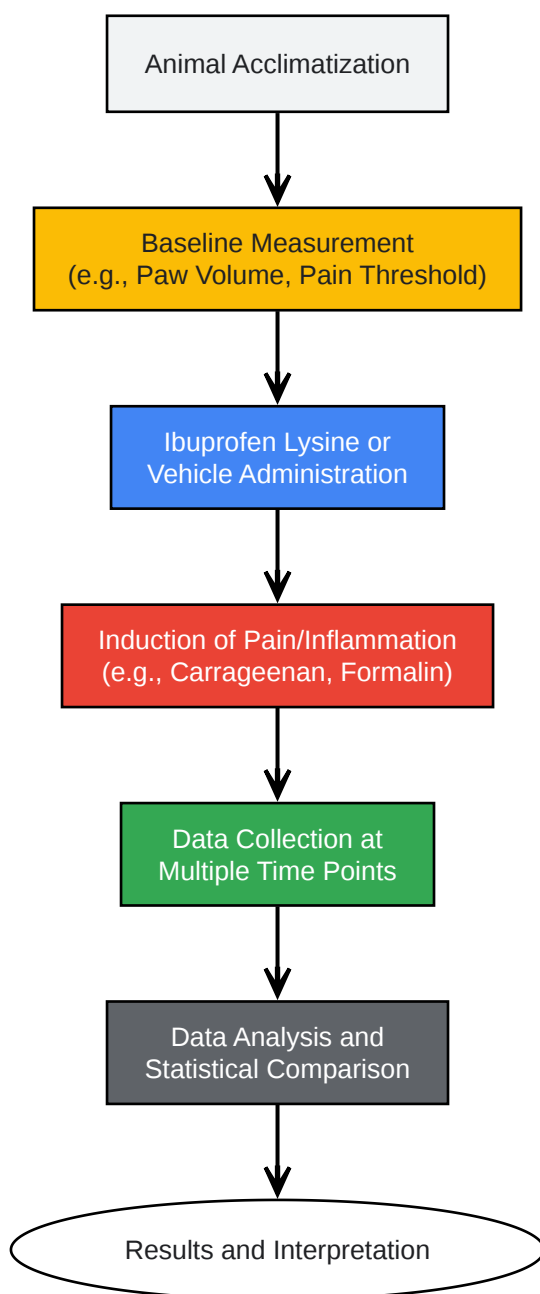 Animal Acclimatization
Baseline Measurement
(e.g., Paw Volume, Pain Threshold)
Ibuprofen Lysine or
Vehicle Administration
Induction of Pain/Inflammation
(e.g., Carrageenan, Formalin)
Data Collection at
Multiple Time Points
Data Analysis and
Statistical Comparison
Results and Interpretation